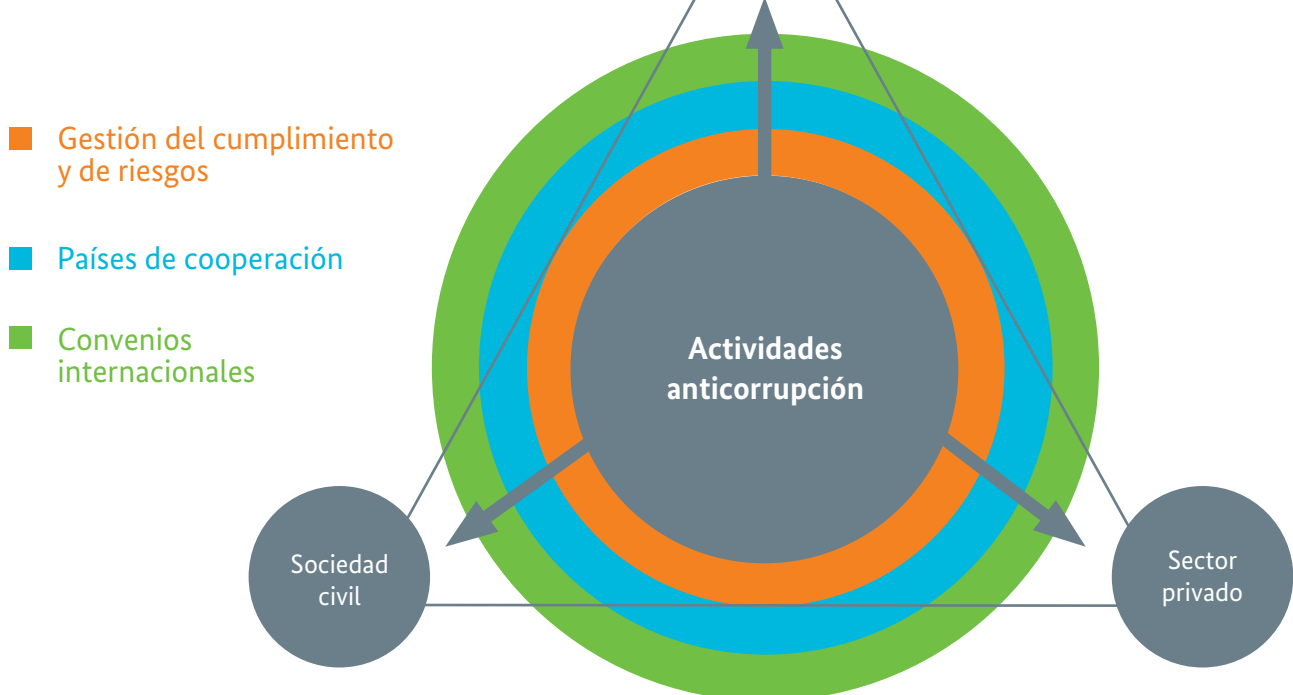 Gestión del cumplimiento
y de riesgos
Países de cooperación
Convenios
internacionales
Actividades
anticorrupción
Sociedad
civil
Sector
privado